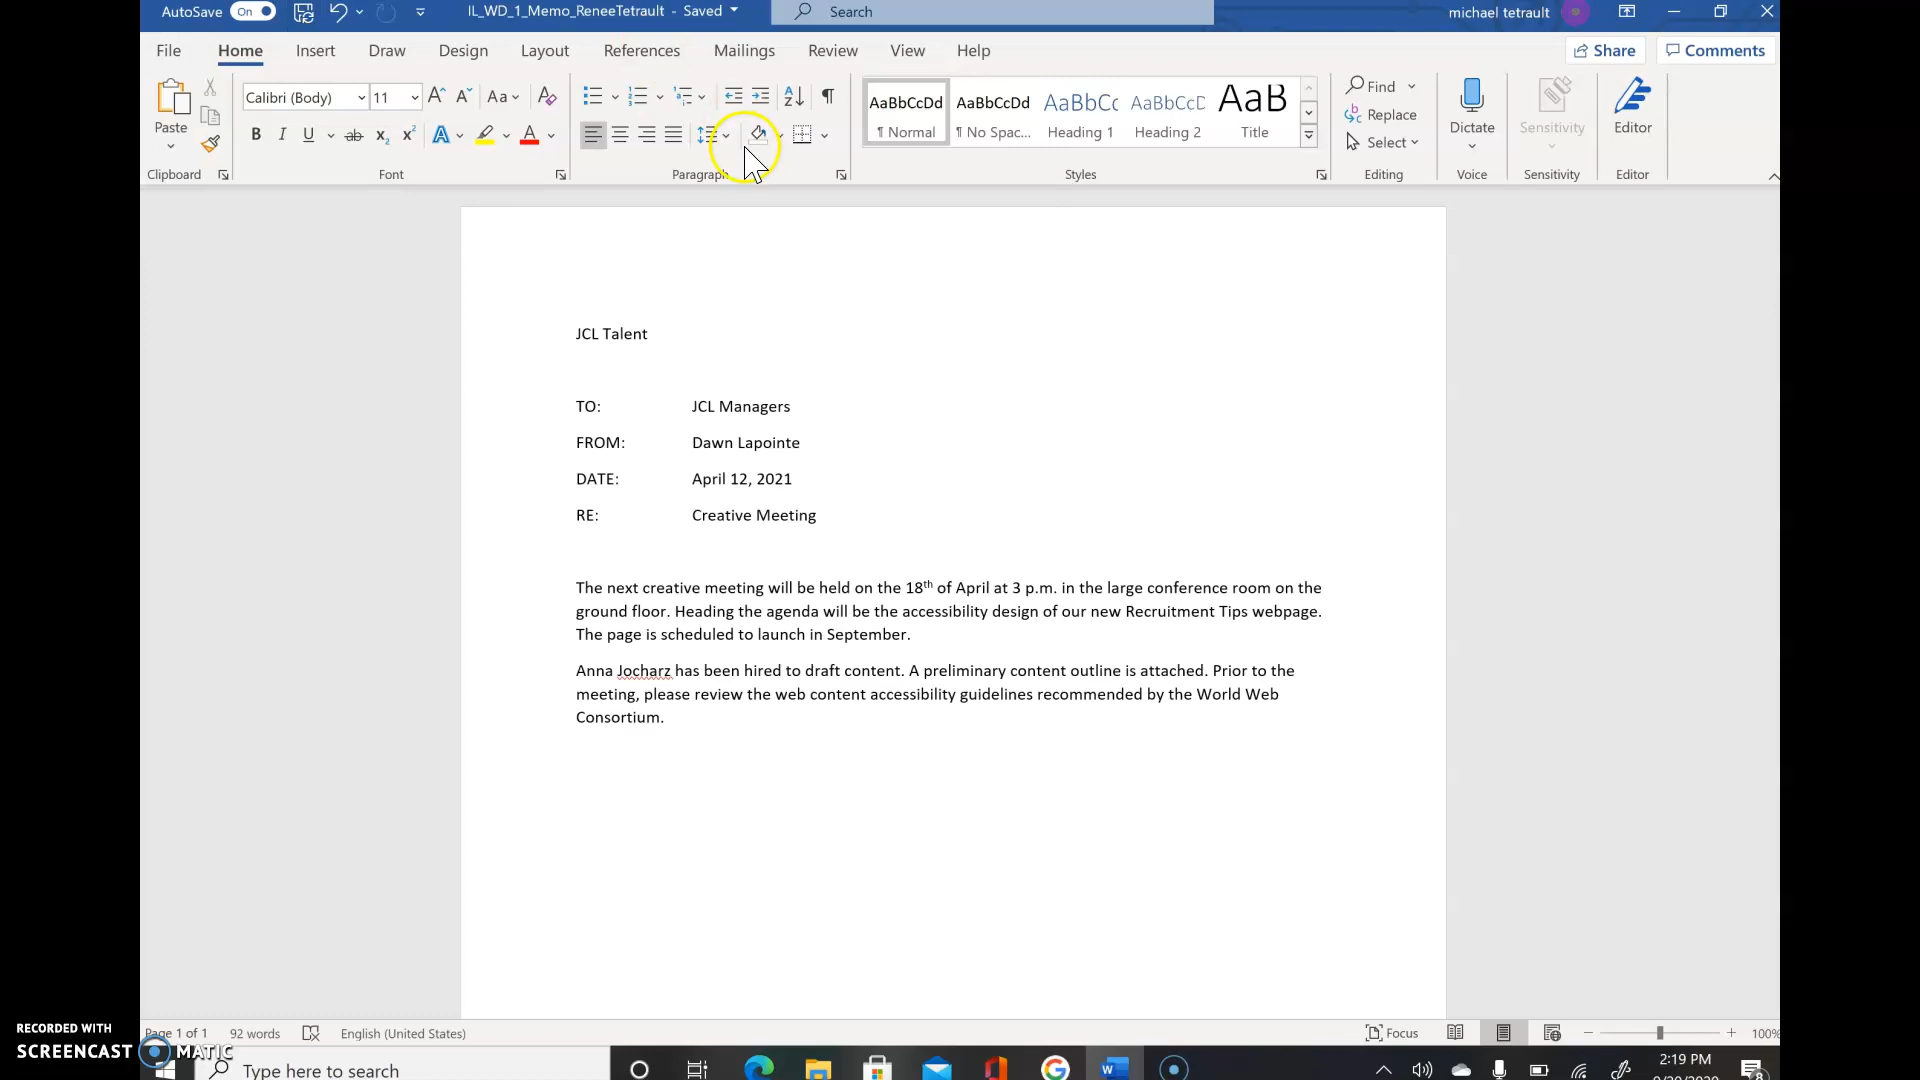 AutoSave On IL_WD_1_Memo_ReneeTetrault - Saved Search michael tetrault
File Home Insert Draw Design Layout References Mailings Review View Help Share Comments
Calibri (Body) 11 Aa AaBbCcDd AaBbCcDd AaBbCc AaBbCcD AaB Find
Replace
Paste ¶ Normal ¶ No Spac... Heading 1 Heading 2 Title Select Dictate Sensitivity Editor
Clipboard Font Paragraph Styles Editing Voice Sensitivity Editor
JCL Talent
TO: JCL Managers
FROM: Dawn Lapointe
DATE: April 12, 2021
RE: Creative Meeting
The next creative meeting will be held on the 18th of April at 3 p.m. in the large conference room on the
ground floor. Heading the agenda will be the accessibility design of our new Recruitment Tips webpage.
The page is scheduled to launch in September.
Anna Jocharz has been hired to draft content. A preliminary content outline is attached. Prior to the
meeting, please review the web content accessibility guidelines recommended by the World Web
Consortium.
Page 1 of 1 92 words English (United States) Focus 100%
RECORDED WITH
SCREENCAST MATIC
Type here to search 2:19 PM